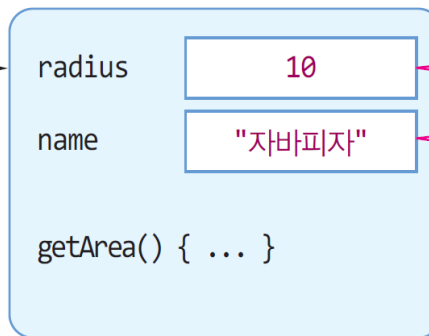 radius 10
name "자바피자"
getArea() { ... }